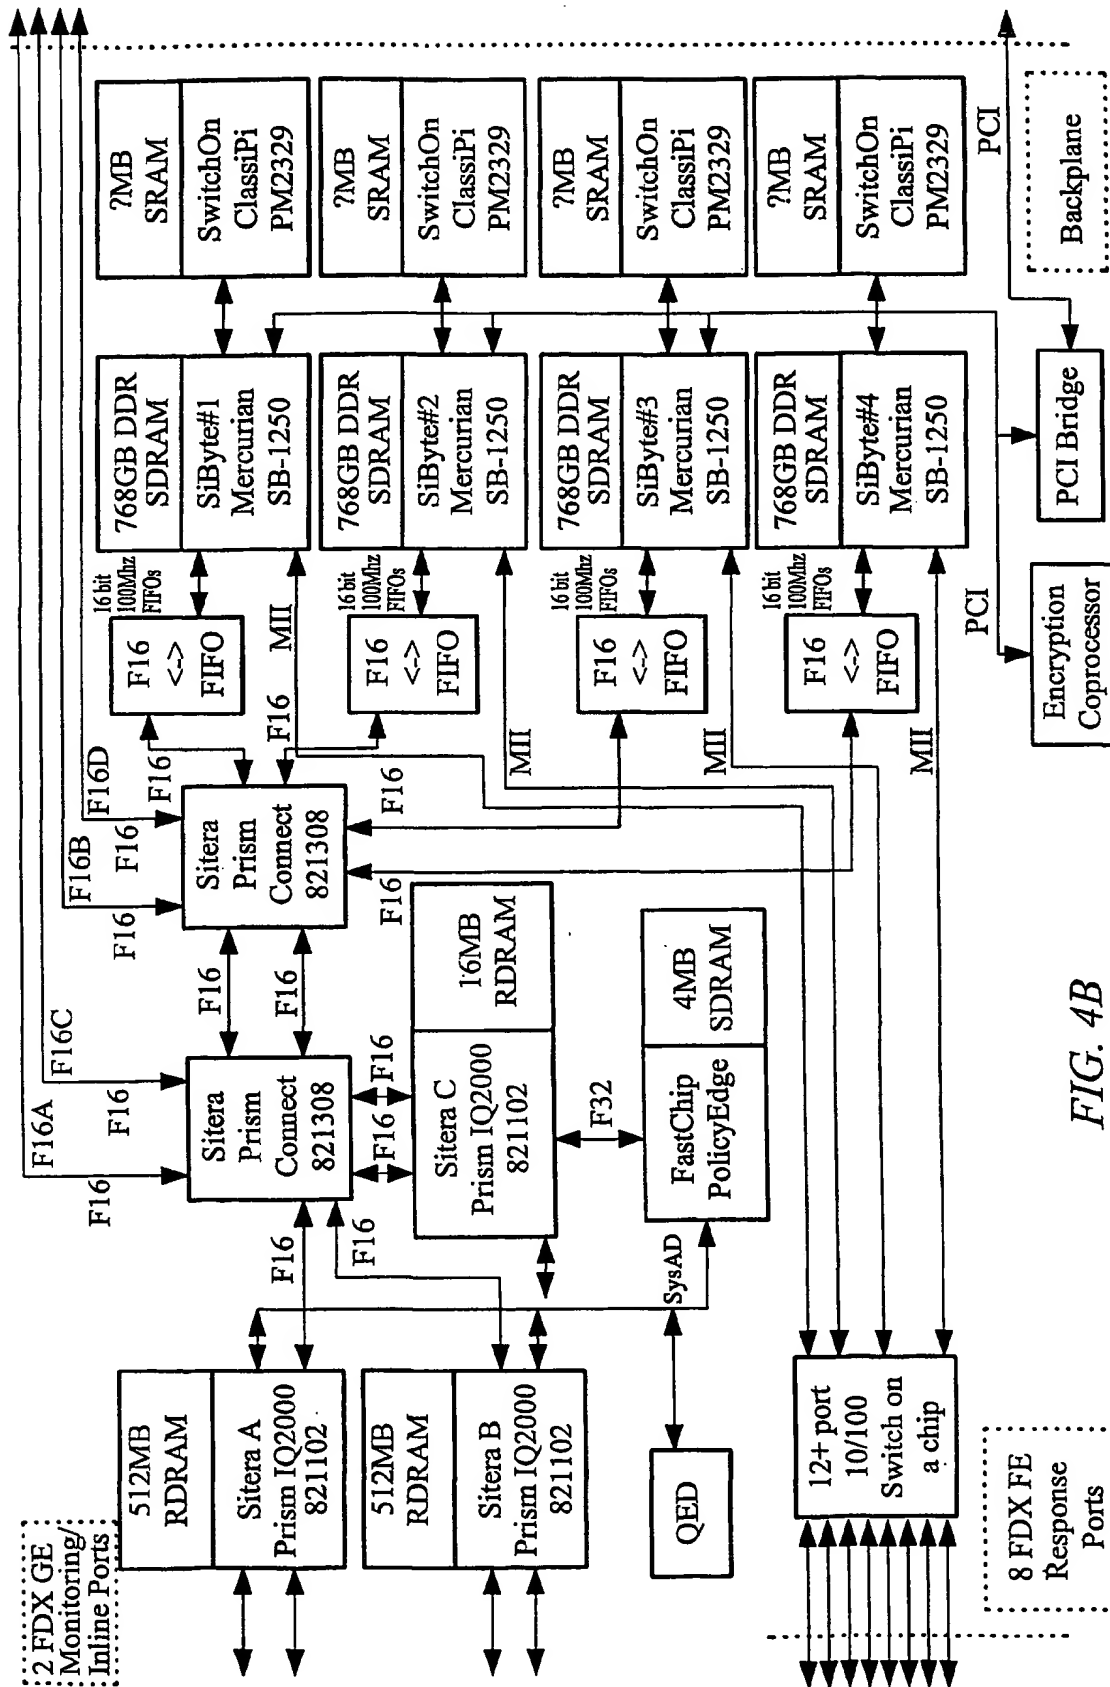 2 FDX GE
Monitoring/
Inline Ports
512MB
RDRAM
Sitera A
Prism IQ2000
821102
512MB
RDRAM
Sitera B
Prism IQ2000
821102
QED
SysAD
12+ port
10/100
Switch on
a chip
8 FDX FE
Response
Ports
F16A
F16
F16C
F16
F16B
F16
F16D
F16
Sitera
Prism
Connect
821308
F16
F16
F16
F16
F16
F16
Sitera
Prism
Connect
821308
F16
F16
F16
F16
Sitera C
Prism IQ2000
821102
16MB
RDRAM
F32
FastChip
PolicyEdge
4MB
SDRAM
F16
<->
FIFO
16 bit
100Mhz
FIFOs
MII
768GB DDR
SDRAM
SiByte#1
Mercurian
SB-1250
?MB
SRAM
SwitchOn
ClassiPi
PM2329
F16
<->
FIFO
16 bit
100Mhz
FIFOs
MII
768GB DDR
SDRAM
SiByte#2
Mercurian
SB-1250
?MB
SRAM
SwitchOn
ClassiPi
PM2329
F16
<->
FIFO
16 bit
100Mhz
FIFOs
MII
768GB DDR
SDRAM
SiByte#3
Mercurian
SB-1250
?MB
SRAM
SwitchOn
ClassiPi
PM2329
F16
<->
FIFO
16 bit
100Mhz
FIFOs
MII
768GB DDR
SDRAM
SiByte#4
Mercurian
SB-1250
?MB
SRAM
SwitchOn
ClassiPi
PM2329
PCI
Encryption
Coprocessor
PCI Bridge
PCI
Backplane
FIG. 4B